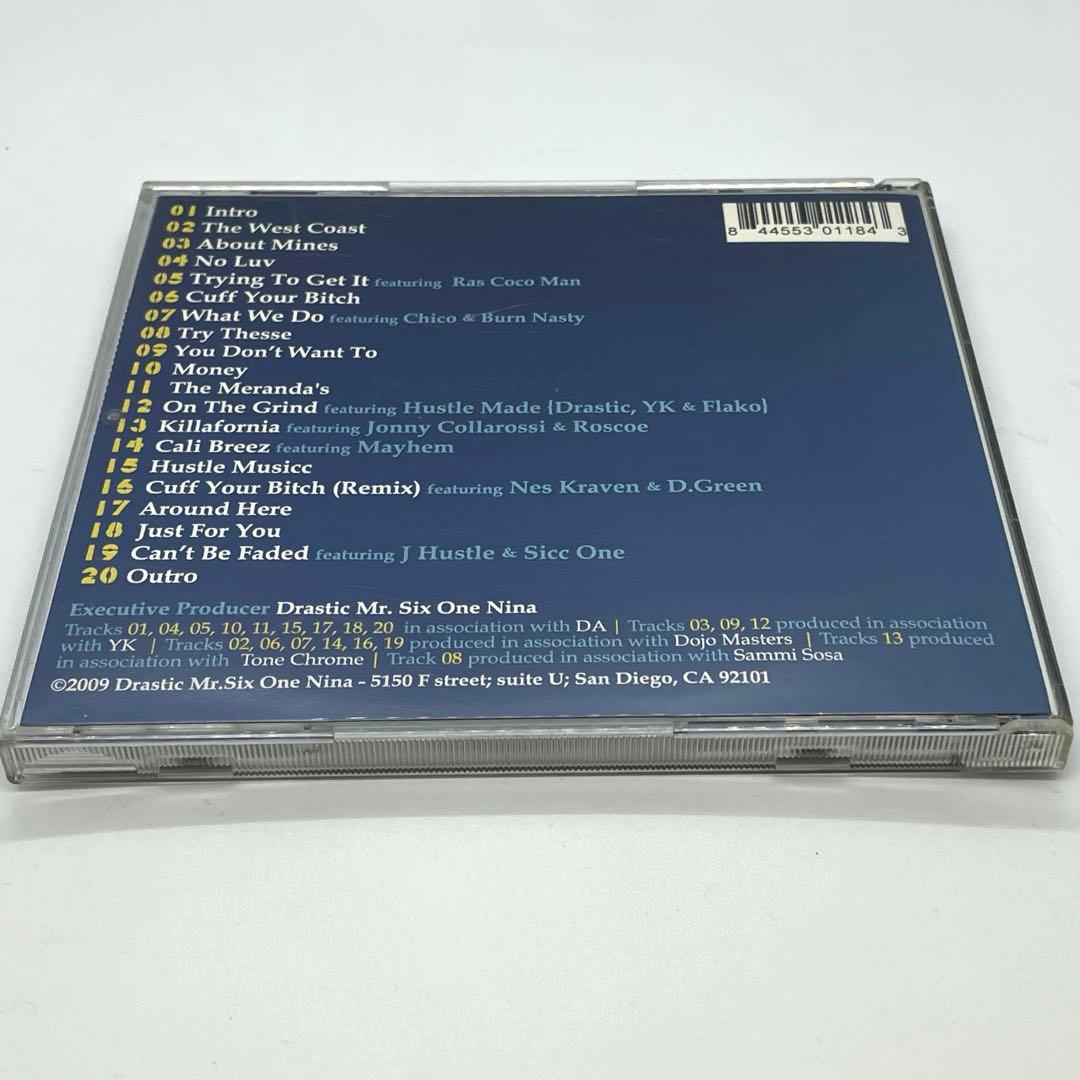 01 Intro
02 The West Coast
03 About Mines
04 No Luv
05 Trying To Get It featuring Ras Coco Man
06 Cuff Your Bitch
07 What We Do featuring Chico & Burn Nasty
08 Try Thesse
09 You Don't Want To
10 Money
11 The Meranda's
12 On The Grind featuring Hustle Made {Drastic, YK & Flako}
13 Killafornia featuring Jonny Collarossi & Roscoe
14 Cali Breez featuring Mayhem
15 Hustle Musicc
16 Cuff Your Bitch (Remix) featuring Nes Kraven & D.Green
17 Around Here
18 Just For You
19 Can't Be Faded featuring J Hustle & Sicc One
20 Outro
8 44553 01184 3
Executive Producer Drastic Mr. Six One Nina
Tracks 01, 04, 05, 10, 11, 15, 17, 18, 20 in association with DA | Tracks 03, 09, 12 produced in association
with YK | Tracks 02, 06, 07, 14, 16, 19 produced in association with Dojo Masters | Tracks 13 produced
in association with Tone Chrome | Track 08 produced in association with Sammi Sosa
©2009 Drastic Mr.Six One Nina - 5150 F street; suite U; San Diego, CA 92101